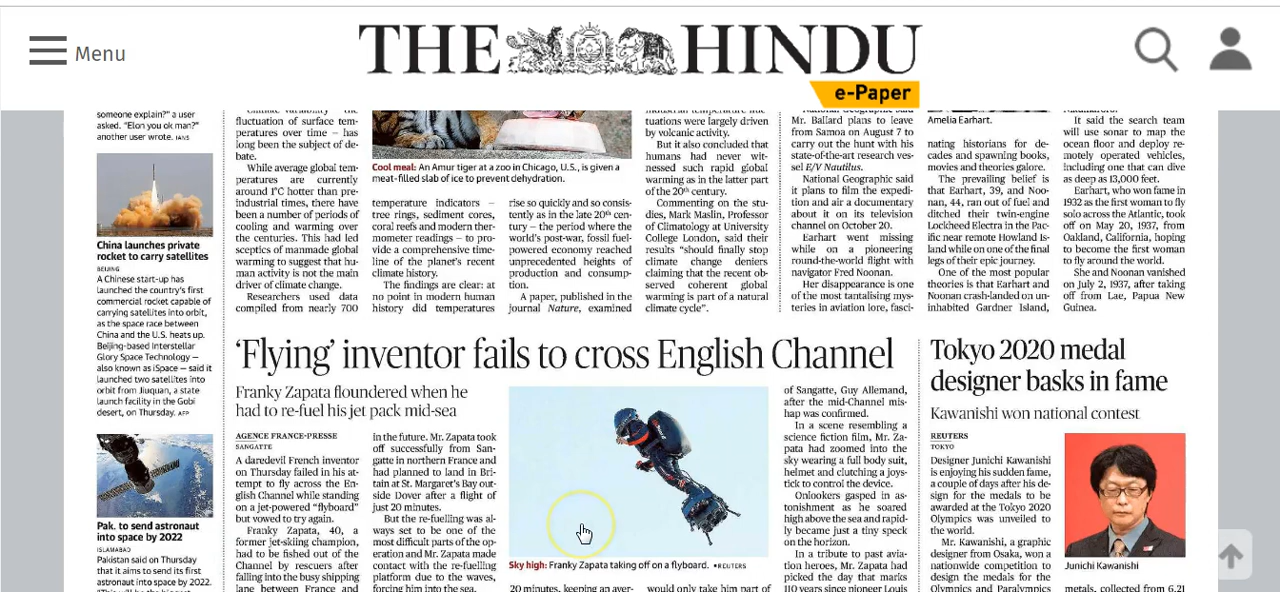 Menu
THE HINDU
e-Paper
someone explain?" a user
asked. "Elon you ok man?"
another user wrote. IANS
China launches private
rocket to carry satellites
BEIJING
A Chinese start-up has
launched the country's first
commercial rocket capable of
carrying satellites into orbit,
as the space race between
China and the U.S. heats up.
Beijing-based Interstellar
Glory Space Technology —
also known as iSpace — said it
launched two satellites into
orbit from Jiuquan, a state
launch facility in the Gobi
desert, on Thursday. AFP
Pak. to send astronaut
into space by 2022
ISLAMABAD
Pakistan said on Thursday
that it aims to send its first
astronaut into space by 2022.
fluctuation of surface tem-
peratures over time – has
long been the subject of de-
bate.
While average global tem-
peratures are currently
around 1°C hotter than pre-
industrial times, there have
been a number of periods of
cooling and warming over
the centuries. This had led
sceptics of manmade global
warming to suggest that hu-
man activity is not the main
driver of climate change.
Researchers used data
compiled from nearly 700
Cool meal: An Amur tiger at a zoo in Chicago, U.S., is given a
meat-filled slab of ice to prevent dehydration.
temperature indicators –
tree rings, sediment cores,
coral reefs and modern ther-
mometer readings – to pro-
vide a comprehensive time-
line of the planet's recent
climate history.
The findings are clear: at
no point in modern human
history did temperatures
rise so quickly and so consis-
tently as in the late 20th cen-
tury – the period where the
world's post-war, fossil fuel-
powered economy reached
unprecedented heights of
production and consump-
tion.
A paper, published in the
journal Nature, examined
tuations were largely driven
by volcanic activity.
But it also concluded that
humans had never wit-
nessed such rapid global
warming as in the latter part
of the 20th century.
Commenting on the stu-
dies, Mark Maslin, Professor
of Climatology at University
College London, said their
results "should finally stop
climate change deniers
claiming that the recent ob-
served coherent global
warming is part of a natural
climate cycle".
Mr. Ballard plans to leave
from Samoa on August 7 to
carry out the hunt with his
state-of-the-art research ves-
sel E/V Nautilus.
National Geographic said
it plans to film the expedi-
tion and air a documentary
about it on its television
channel on October 20.
Earhart went missing
while on a pioneering
round-the-world flight with
navigator Fred Noonan.
Her disappearance is one
of the most tantalising mys-
teries in aviation lore, fasci-
Amelia Earhart.
nating historians for de-
cades and spawning books,
movies and theories galore.
The prevailing belief is
that Earhart, 39, and Noo-
nan, 44, ran out of fuel and
ditched their twin-engine
Lockheed Electra in the Pac-
ific near remote Howland Is-
land while on one of the final
legs of their epic journey.
One of the most popular
theories is that Earhart and
Noonan crash-landed on un-
inhabited Gardner Island,
It said the search team
will use sonar to map the
ocean floor and deploy re-
motely operated vehicles,
including one that can dive
as deep as 13,000 feet.
Earhart, who won fame in
1932 as the first woman to fly
solo across the Atlantic, took
off on May 20, 1937, from
Oakland, California, hoping
to become the first woman
to fly around the world.
She and Noonan vanished
on July 2, 1937, after taking
off from Lae, Papua New
Guinea.
'Flying' inventor fails to cross English Channel
Franky Zapata floundered when he
had to re-fuel his jet pack mid-sea
AGENCE FRANCE-PRESSE
SANGATTE
A daredevil French inventor
on Thursday failed in his at-
tempt to fly across the En-
glish Channel while standing
on a jet-powered "flyboard"
but vowed to try again.
Franky Zapata, 40, a
former jet-skiing champion,
had to be fished out of the
Channel by rescuers after
falling into the busy shipping
lane between France and
in the future. Mr. Zapata took
off successfully from San-
gatte in northern France and
had planned to land in Bri-
tain at St. Margaret's Bay out-
side Dover after a flight of
just 20 minutes.
But the re-fuelling was al-
ways set to be one of the
most difficult parts of the op-
eration and Mr. Zapata made
contact with the re-fuelling
platform due to the waves,
forcing him into the sea.
Sky high: Franky Zapata taking off on a flyboard. •REUTERS
20 minutes, keeping an aver-
would only take him part of
of Sangatte, Guy Allemand,
after the mid-Channel mis-
hap was confirmed.
In a scene resembling a
science fiction film, Mr. Za-
pata had zoomed into the
sky wearing a full body suit,
helmet and clutching a joys-
tick to control the device.
Onlookers gasped in as-
tonishment as he soared
high above the sea and rapid-
ly became just a tiny speck
on the horizon.
In a tribute to past avia-
tion heroes, Mr. Zapata had
picked the day that marks
110 years since pioneer Louis
Tokyo 2020 medal
designer basks in fame
Kawanishi won national contest
REUTERS
TOKYO
Designer Junichi Kawanishi
is enjoying his sudden fame,
a couple of days after his de-
sign for the medals to be
awarded at the Tokyo 2020
Olympics was unveiled to
the world.
Mr. Kawanishi, a graphic
designer from Osaka, won a
nationwide competition to
design the medals for the
Olympics and Paralympics
Junichi Kawanishi
metals, collected from 6.21